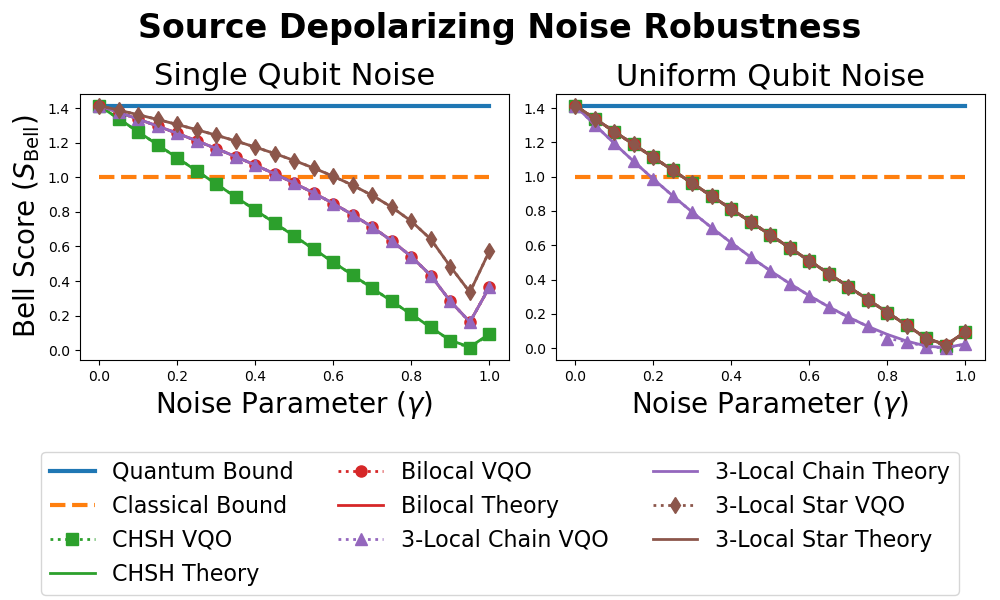 Source Depolarizing Noise Robustness
Single Qubit Noise
Uniform Qubit Noise
Bell Score (S_Bell)
1.4
1.2
1.0
0.8
0.6
0.4
0.2
0.0
0.0 0.2 0.4 0.6 0.8 1.0
Noise Parameter (γ)
1.4
1.2
1.0
0.8
0.6
0.4
0.2
0.0
0.0 0.2 0.4 0.6 0.8 1.0
Noise Parameter (γ)
Quantum Bound
Classical Bound
CHSH VQO
CHSH Theory
Bilocal VQO
Bilocal Theory
3-Local Chain VQO
3-Local Chain Theory
3-Local Star VQO
3-Local Star Theory